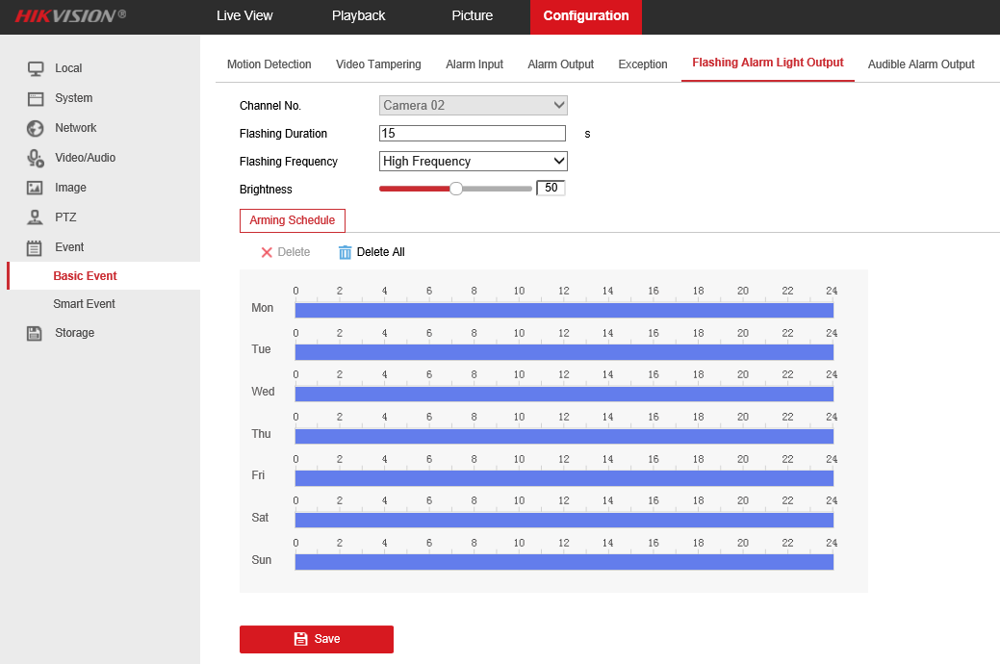 HIKVISION®
Live View Playback Picture Configuration
Local
System
Network
Video/Audio
Image
PTZ
Event
Basic Event
Smart Event
Storage
Motion Detection Video Tampering Alarm Input Alarm Output Exception Flashing Alarm Light Output Audible Alarm Output
Channel No. Camera 02
Flashing Duration 15 s
Flashing Frequency High Frequency
Brightness 50
Arming Schedule
Delete Delete All
0 2 4 6 8 10 12 14 16 18 20 22 24
Mon
0 2 4 6 8 10 12 14 16 18 20 22 24
Tue
0 2 4 6 8 10 12 14 16 18 20 22 24
Wed
0 2 4 6 8 10 12 14 16 18 20 22 24
Thu
0 2 4 6 8 10 12 14 16 18 20 22 24
Fri
0 2 4 6 8 10 12 14 16 18 20 22 24
Sat
0 2 4 6 8 10 12 14 16 18 20 22 24
Sun
Save